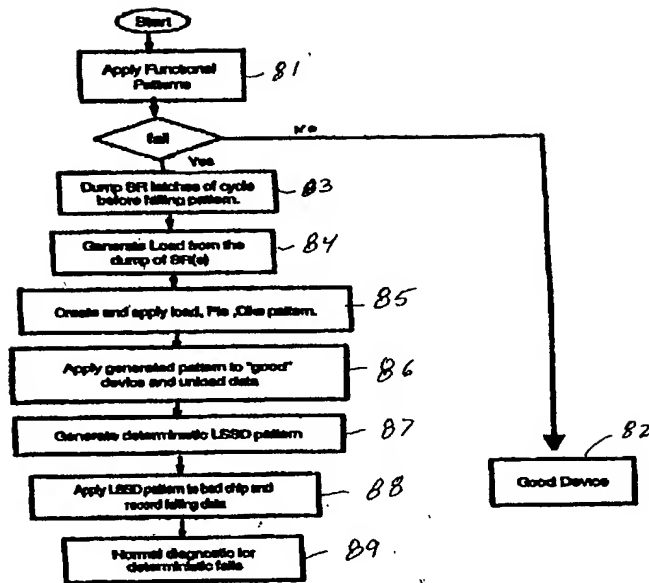 Start
Apply Functional
Patterns
81
fail
No
Yes
Dump SR latches of cycle
before failing pattern.
83
Generate Load from the
dump of SR(s)
84
Create and apply load, Pis ,Clks pattern.
85
Apply generated pattern to "good"
device and unload data
86
Generate deterministic LSSD pattern
87
82
Good Device
Apply LSSD pattern to bad chip and
record failing data
88
Normal diagnostic for
deterministic fails
89